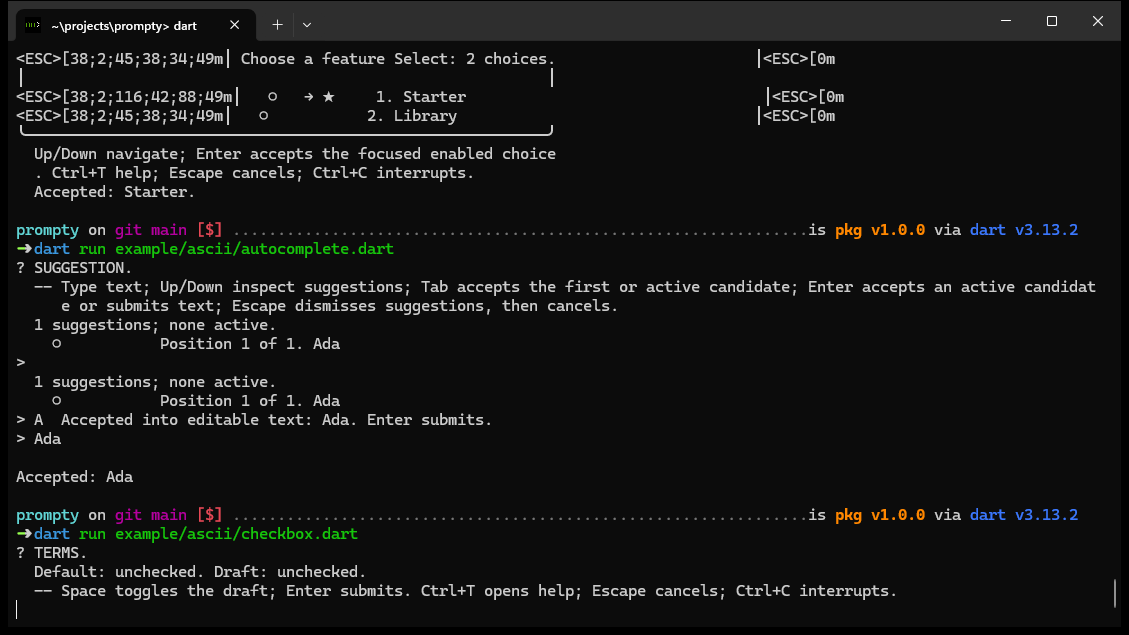 ~\projects\prompty> dart
<ESC>[38;2;45;38;34;49m│ Choose a feature Select: 2 choices. │<ESC>[0m
<ESC>[38;2;116;42;88;49m│ ○ → ★ 1. Starter │<ESC>[0m
<ESC>[38;2;45;38;34;49m│ ○ 2. Library │<ESC>[0m
Up/Down navigate; Enter accepts the focused enabled choice
. Ctrl+T help; Escape cancels; Ctrl+C interrupts.
Accepted: Starter.
prompty on git main [$] ................................................................is pkg v1.0.0 via dart v3.13.2
➜dart run example/ascii/autocomplete.dart
? SUGGESTION.
-- Type text; Up/Down inspect suggestions; Tab accepts the first or active candidate; Enter accepts an active candidat
e or submits text; Escape dismisses suggestions, then cancels.
1 suggestions; none active.
○ Position 1 of 1. Ada
>
1 suggestions; none active.
○ Position 1 of 1. Ada
> A  Accepted into editable text: Ada. Enter submits.
> Ada
Accepted: Ada
prompty on git main [$] ................................................................is pkg v1.0.0 via dart v3.13.2
➜dart run example/ascii/checkbox.dart
? TERMS.
Default: unchecked. Draft: unchecked.
-- Space toggles the draft; Enter submits. Ctrl+T opens help; Escape cancels; Ctrl+C interrupts.